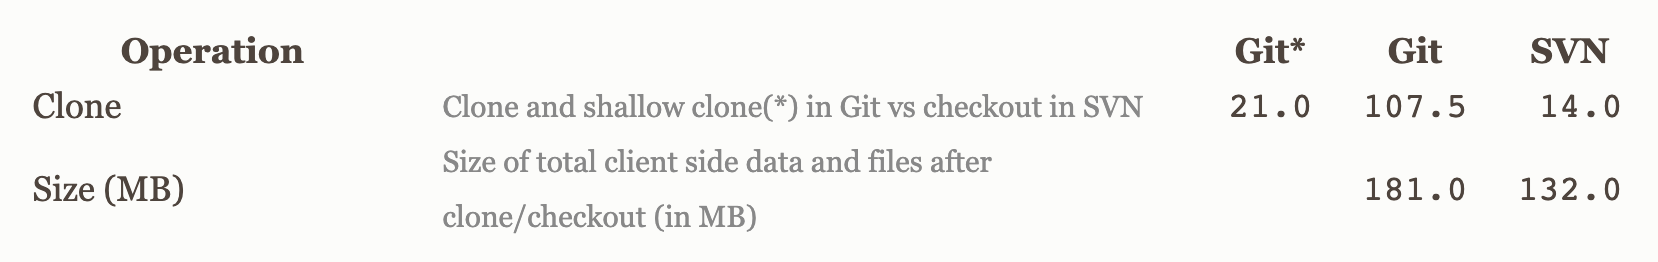 Operation Git* Git SVN
Clone Clone and shallow clone(*) in Git vs checkout in SVN 21.0 107.5 14.0
Size (MB) Size of total client side data and files after
clone/checkout (in MB) 181.0 132.0